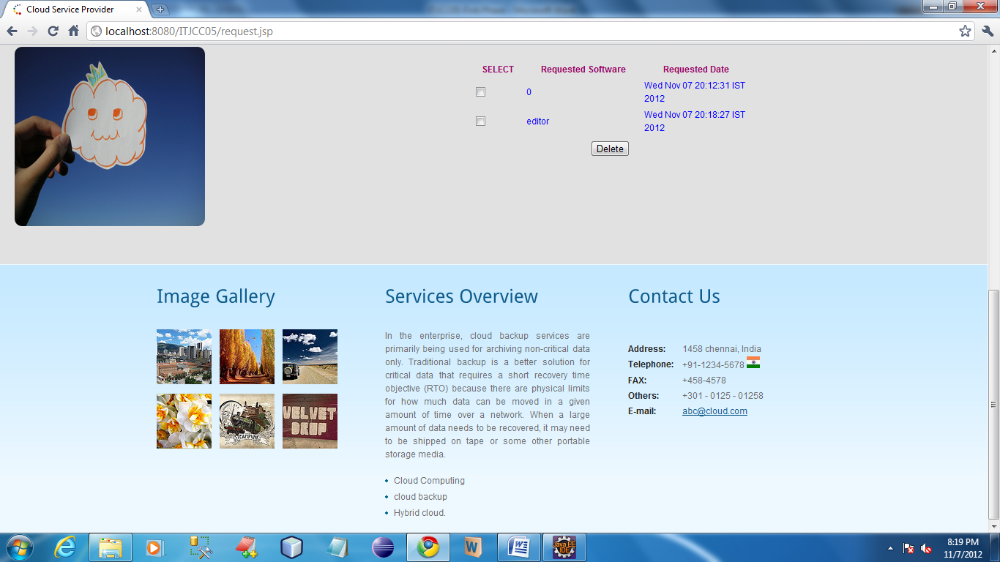 Cloud Service Provider
localhost:8080/ITJCC05/request.jsp
SELECT Requested Software Requested Date
0 Wed Nov 07 20:12:31 IST
2012
editor Wed Nov 07 20:18:27 IST
2012
Delete
Image Gallery
VELVET
DROP
Services Overview
In the enterprise, cloud backup services are
primarily being used for archiving non-critical data
only. Traditional backup is a better solution for
critical data that requires a short recovery time
objective (RTO) because there are physical limits
for how much data can be moved in a given
amount of time over a network. When a large
amount of data needs to be recovered, it may need
to be shipped on tape or some other portable
storage media.
Cloud Computing
cloud backup
Hybrid cloud.
Contact Us
Address: 1458 chennai, India
Telephone: +91-1234-5678
FAX: +458-4578
Others: +301 - 0125 - 01258
E-mail: abc@cloud.com
Java EE
IDE
8:19 PM
11/7/2012